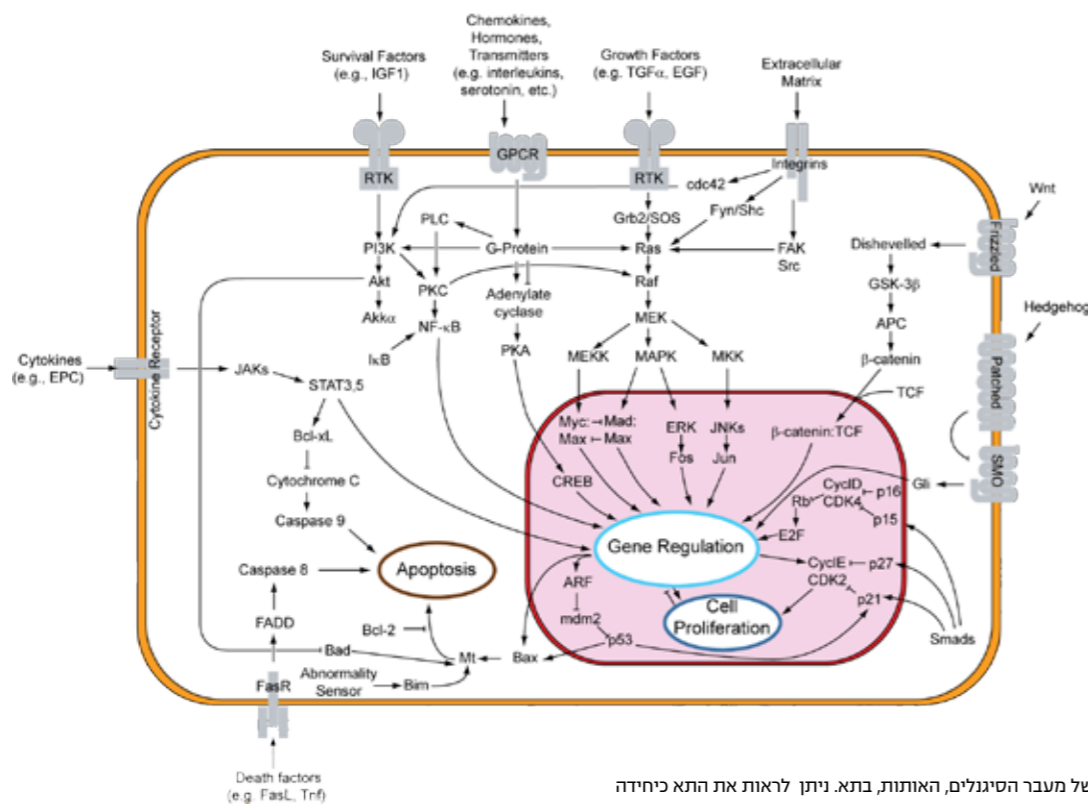 Chemokines,
Hormones,
Transmitters
(e.g. interleukins,
serotonin, etc.)
Survival Factors
(e.g., IGF1)
Growth Factors
(e.g. TGFα, EGF)
Extracellular
Matrix
RTK
GPCR
RTK
Integrins
cdc42
Grb2/SOS
Fyn/Shc
Wnt
Frizzled
PLC
PI3K
G-Protein
Ras
FAK
Src
Dishevelled
Akt
PKC
Adenylate
cyclase
Raf
GSK-3β
Hedgehog
Akkα
NF-κB
MEK
APC
IκB
PKA
MEKK
MAPK
MKK
β-catenin
Patched
Cytokines
(e.g., EPC)
Cytokine Receptor
JAKs
STAT3,5
TCF
Myc:
Max
Mad:
Max
ERK
Fos
JNKs
Jun
β-catenin:TCF
Bcl-xL
Cytochrome C
Caspase 9
CREB
SMO
Gli
CyclD
CDK4
Rb
p16
p15
E2F
Gene Regulation
Apoptosis
Caspase 8
ARF
CyclE
CDK2
p27
p21
FADD
mdm2
Cell
Proliferation
Bcl-2
p53
Smads
Bad
Mt
Bax
Abnormality
Sensor
Bim
FasR
Death factors
(e.g. FasL, Tnf)
של מעבר הסיגנלים, האותות, בתא. ניתן לראות את התא כיחידה